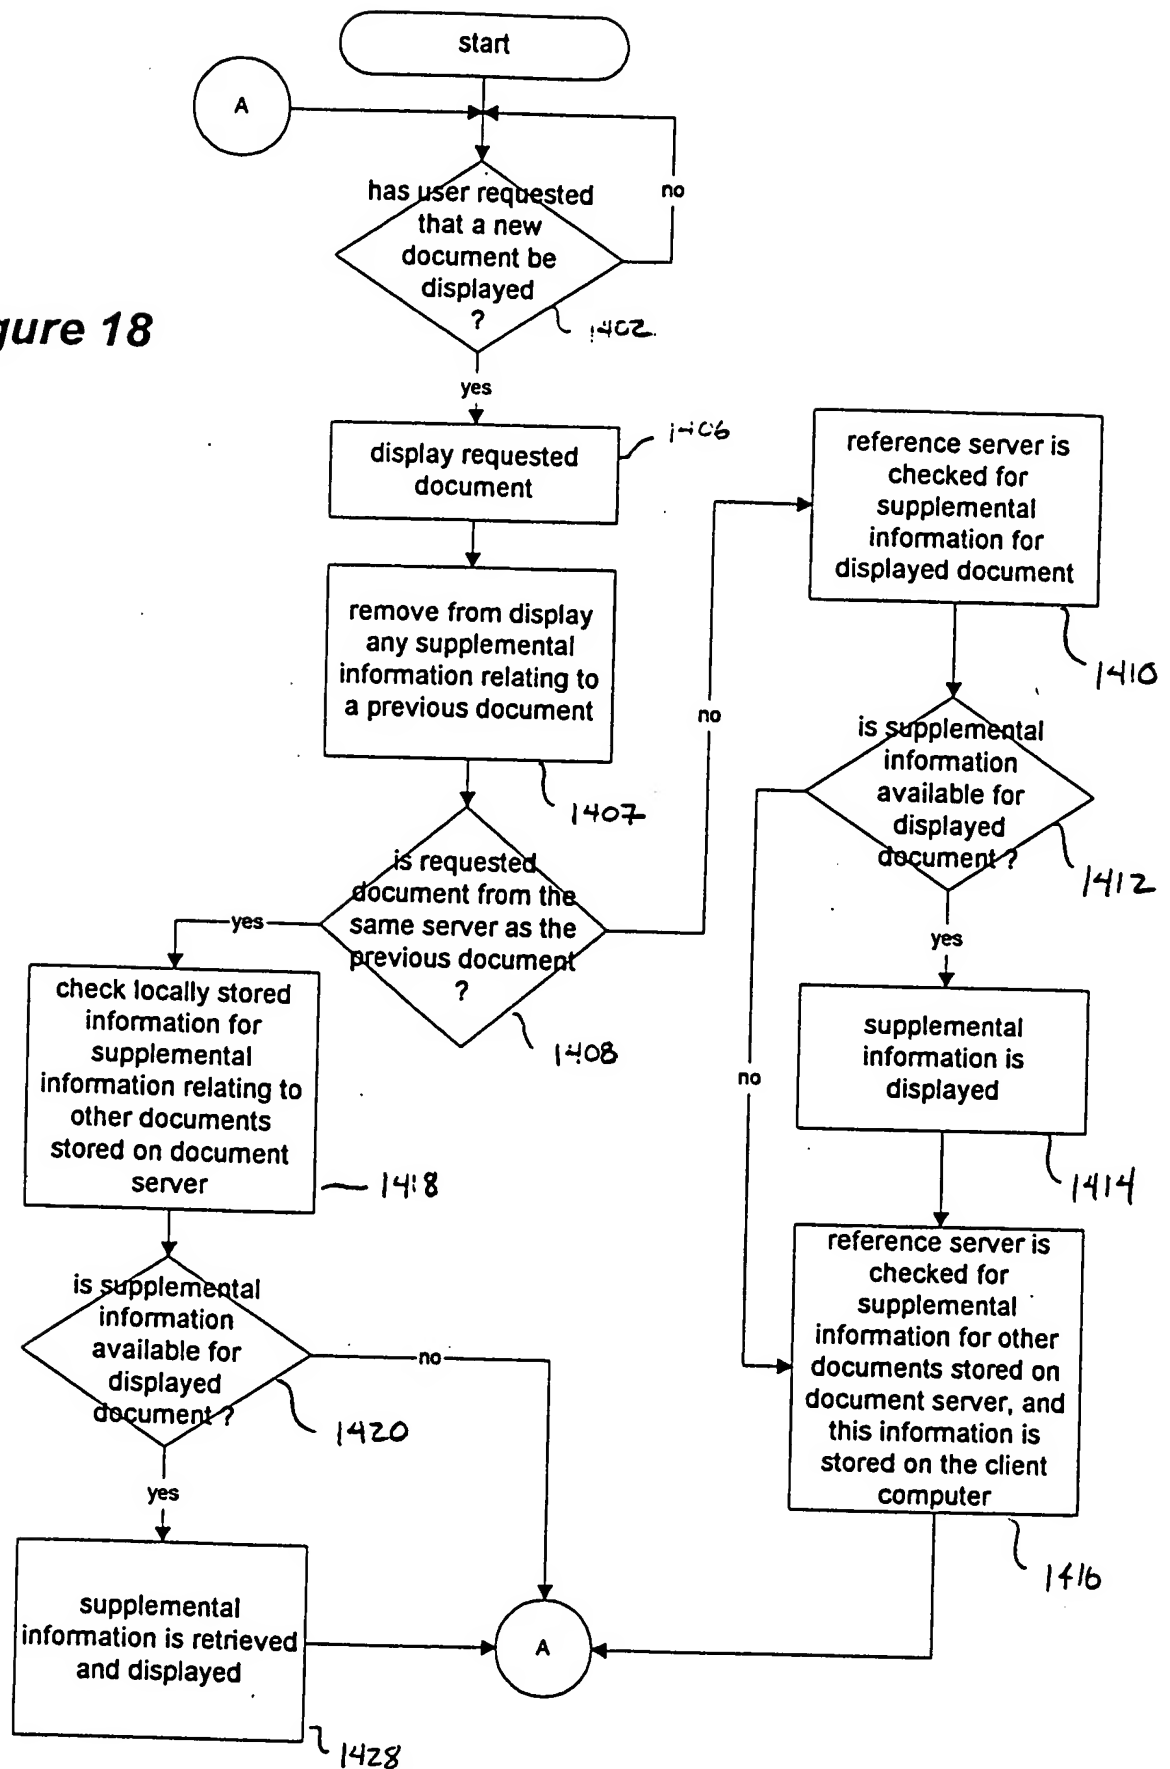 start
A
has user requested
that a new
document be
displayed
?
no
1402.
gure 18
yes
display requested
document
1406
remove from display
any supplemental
information relating to
a previous document
1407
is requested
document from the
same server as the
previous document
?
1408
yes
no
reference server is
checked for
supplemental
information for
displayed document
1410
is supplemental
information
available for
displayed
document ?
1412
yes
no
supplemental
information is
displayed
1414
reference server is
checked for
supplemental
information for other
documents stored on
document server, and
this information is
stored on the client
computer
1416
check locally stored
information for
supplemental
information relating to
other documents
stored on document
server
1418
is supplemental
information
available for
displayed
document ?
1420
no
yes
supplemental
information is retrieved
and displayed
1428
A